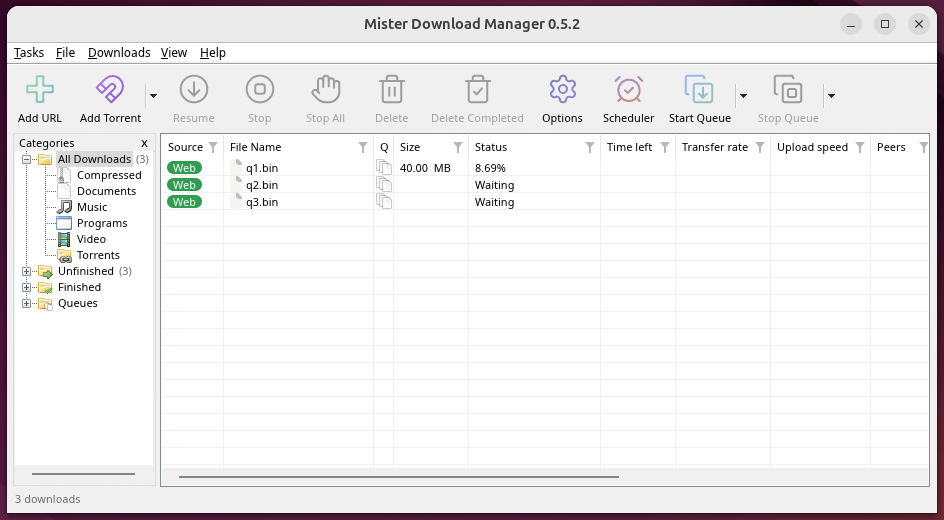 Mister Download Manager 0.5.2
Tasks File Downloads View Help
Add URL Add Torrent Resume Stop Stop All Delete Delete Completed Options Scheduler Start Queue Stop Queue
Categories X
All Downloads (3)
Compressed
Documents
Music
Programs
Video
Torrents
Unfinished (3)
Finished
Queues
Source File Name Q Size Status Time left Transfer rate Upload speed Peers
Web q1.bin 40.00 MB 8.69%
Web q2.bin Waiting
Web q3.bin Waiting
3 downloads